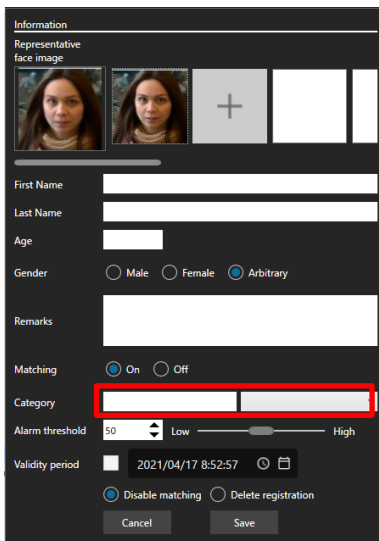 Information
Representative
face image
First Name
Last Name
Age
Gender Male Female Arbitrary
Remarks
Matching On Off
Category
Alarm threshold 50 Low High
Validity period 2021/04/17 8:52:57
Disable matching Delete registration
Cancel Save